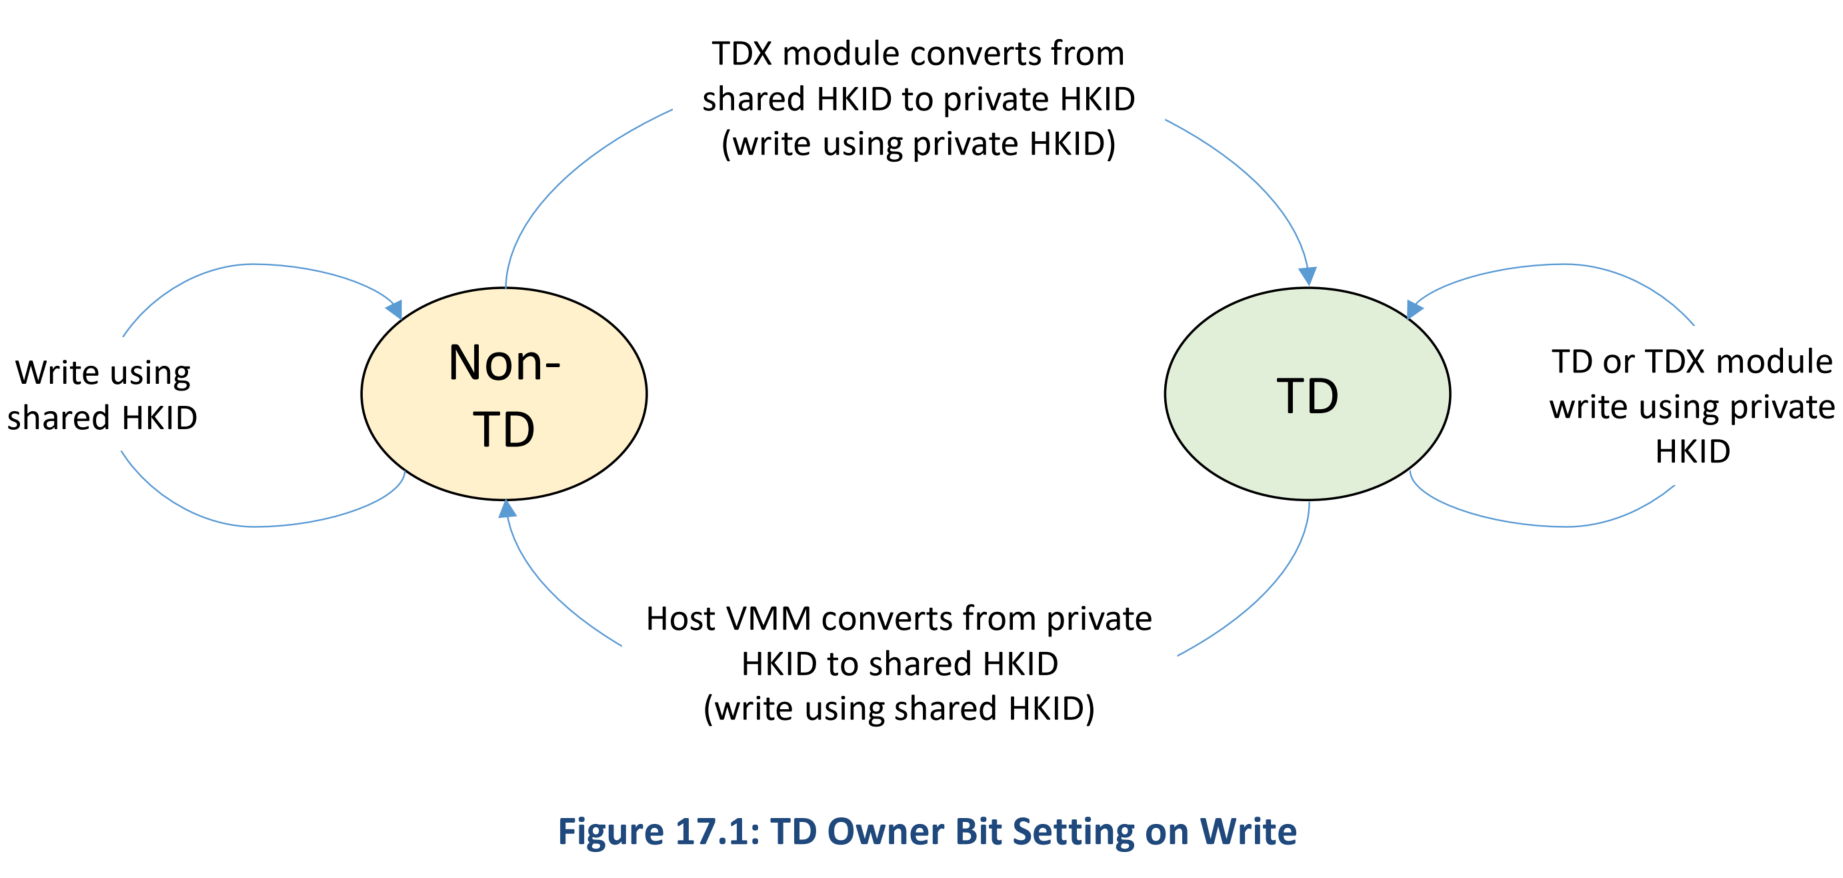 TDX module converts from
shared HKID to private HKID
(write using private HKID)
Write using
shared HKID
Non-
TD
TD
TD or TDX module
write using private
HKID
Host VMM converts from private
HKID to shared HKID
(write using shared HKID)
Figure 17.1: TD Owner Bit Setting on Write